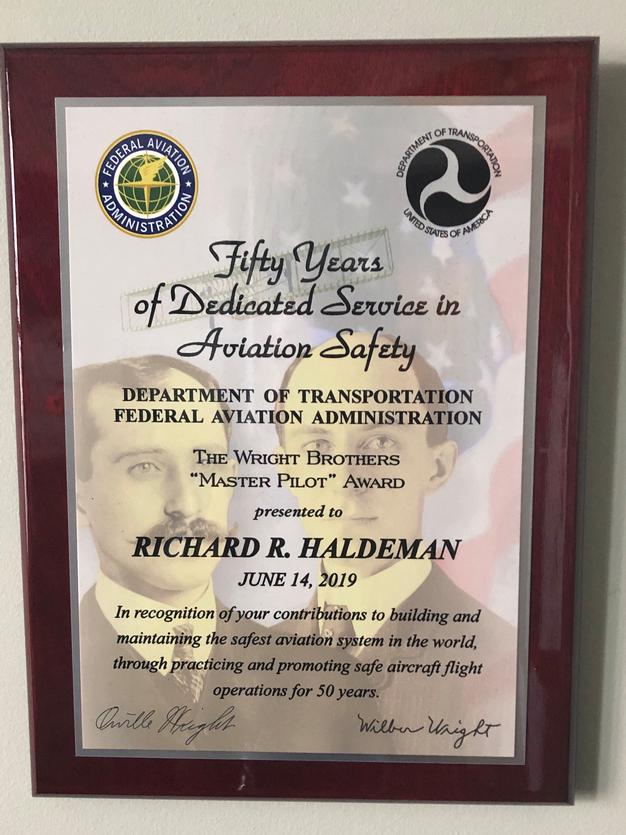 FEDERAL AVIATION
ADMINISTRATION
DEPARTMENT OF TRANSPORTATION
UNITED STATES OF AMERICA
Fifty Years
of Dedicated Service in
Aviation Safety
DEPARTMENT OF TRANSPORTATION
FEDERAL AVIATION ADMINISTRATION
THE WRIGHT BROTHERS
“MASTER PILOT” AWARD
presented to
RICHARD R. HALDEMAN
JUNE 14, 2019
In recognition of your contributions to building and
maintaining the safest aviation system in the world,
through practicing and promoting safe aircraft flight
operations for 50 years.
Orville Wright Wilbur Wright